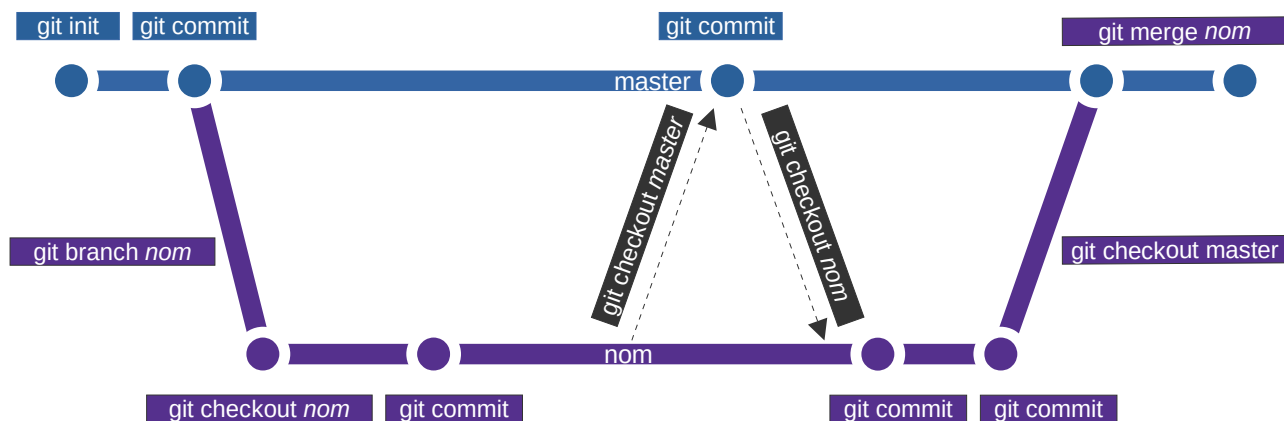 git init
git commit
git commit
git merge nom
master
git checkout master
git checkout nom
git branch nom
git checkout master
nom
git checkout nom
git commit
git commit
git commit